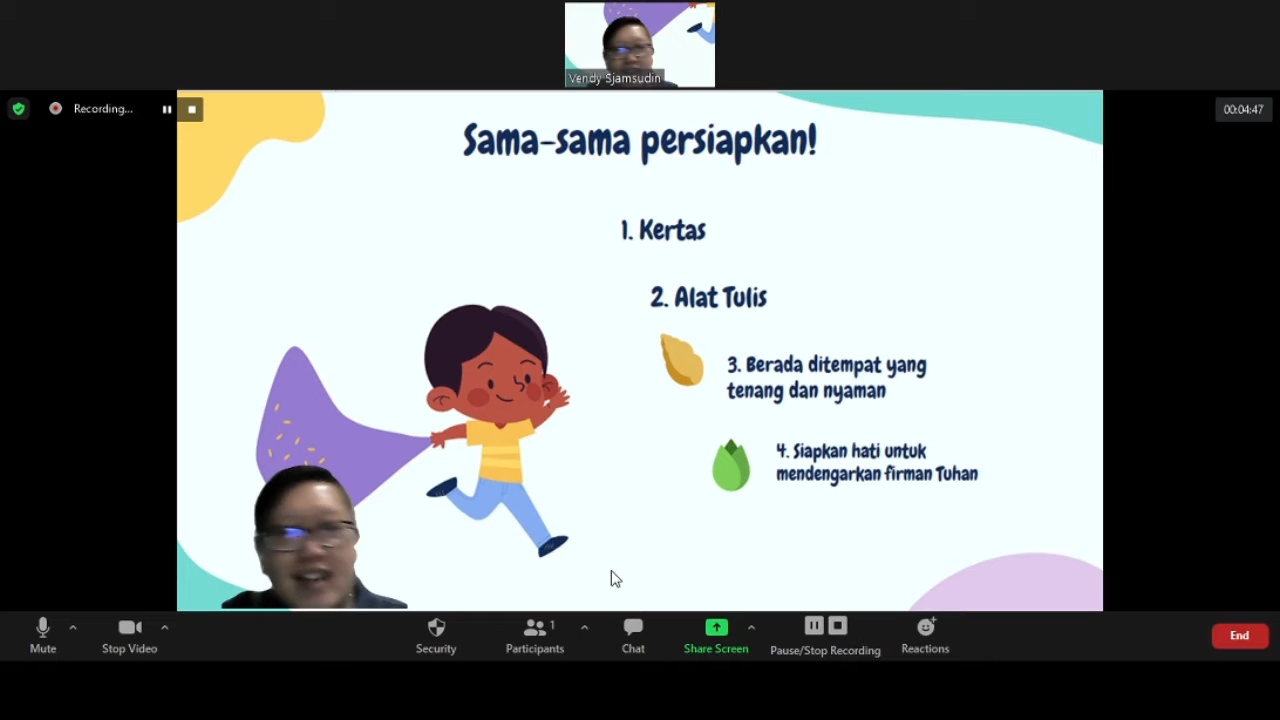 Vendy Sjamsudin
Recording...
00:04:47
Sama-sama persiapkan!
1. Kertas
2. Alat Tulis
3. Berada ditempat yang
tenang dan nyaman
4. Siapkan hati untuk
mendengarkan firman Tuhan
Mute
Stop Video
Security
Participants
1
Chat
Share Screen
Pause/Stop Recording
Reactions
End